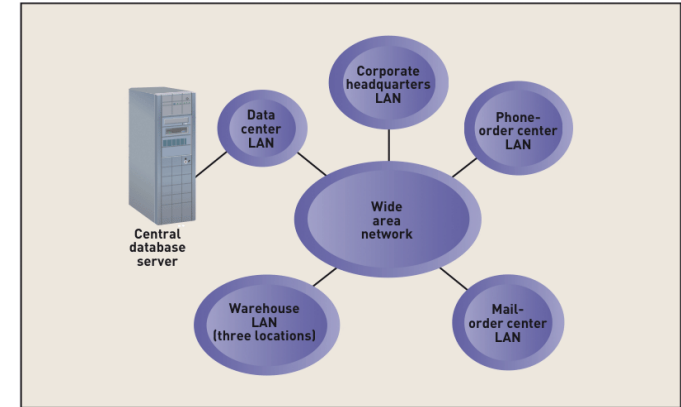 Corporate
headquarters
LAN
Data
center
LAN
Phone-
order center
LAN
Wide
area
network
Central
database
server
Warehouse
LAN
(three locations)
Mail-
order center
LAN